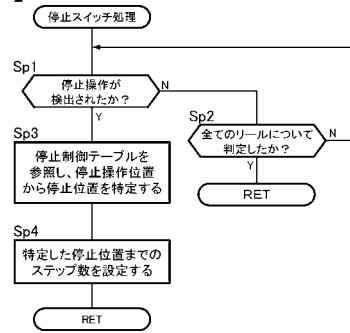 停止スイッチ処理
Sp1
停止操作が
検出されたか？
N
Y
Sp2
全てのリールについて
判定したか？
N
Y
RET
Sp3
停止制御テーブルを
参照し、停止操作位置
から停止位置を特定する
Sp4
特定した停止位置までの
ステップ数を設定する
RET